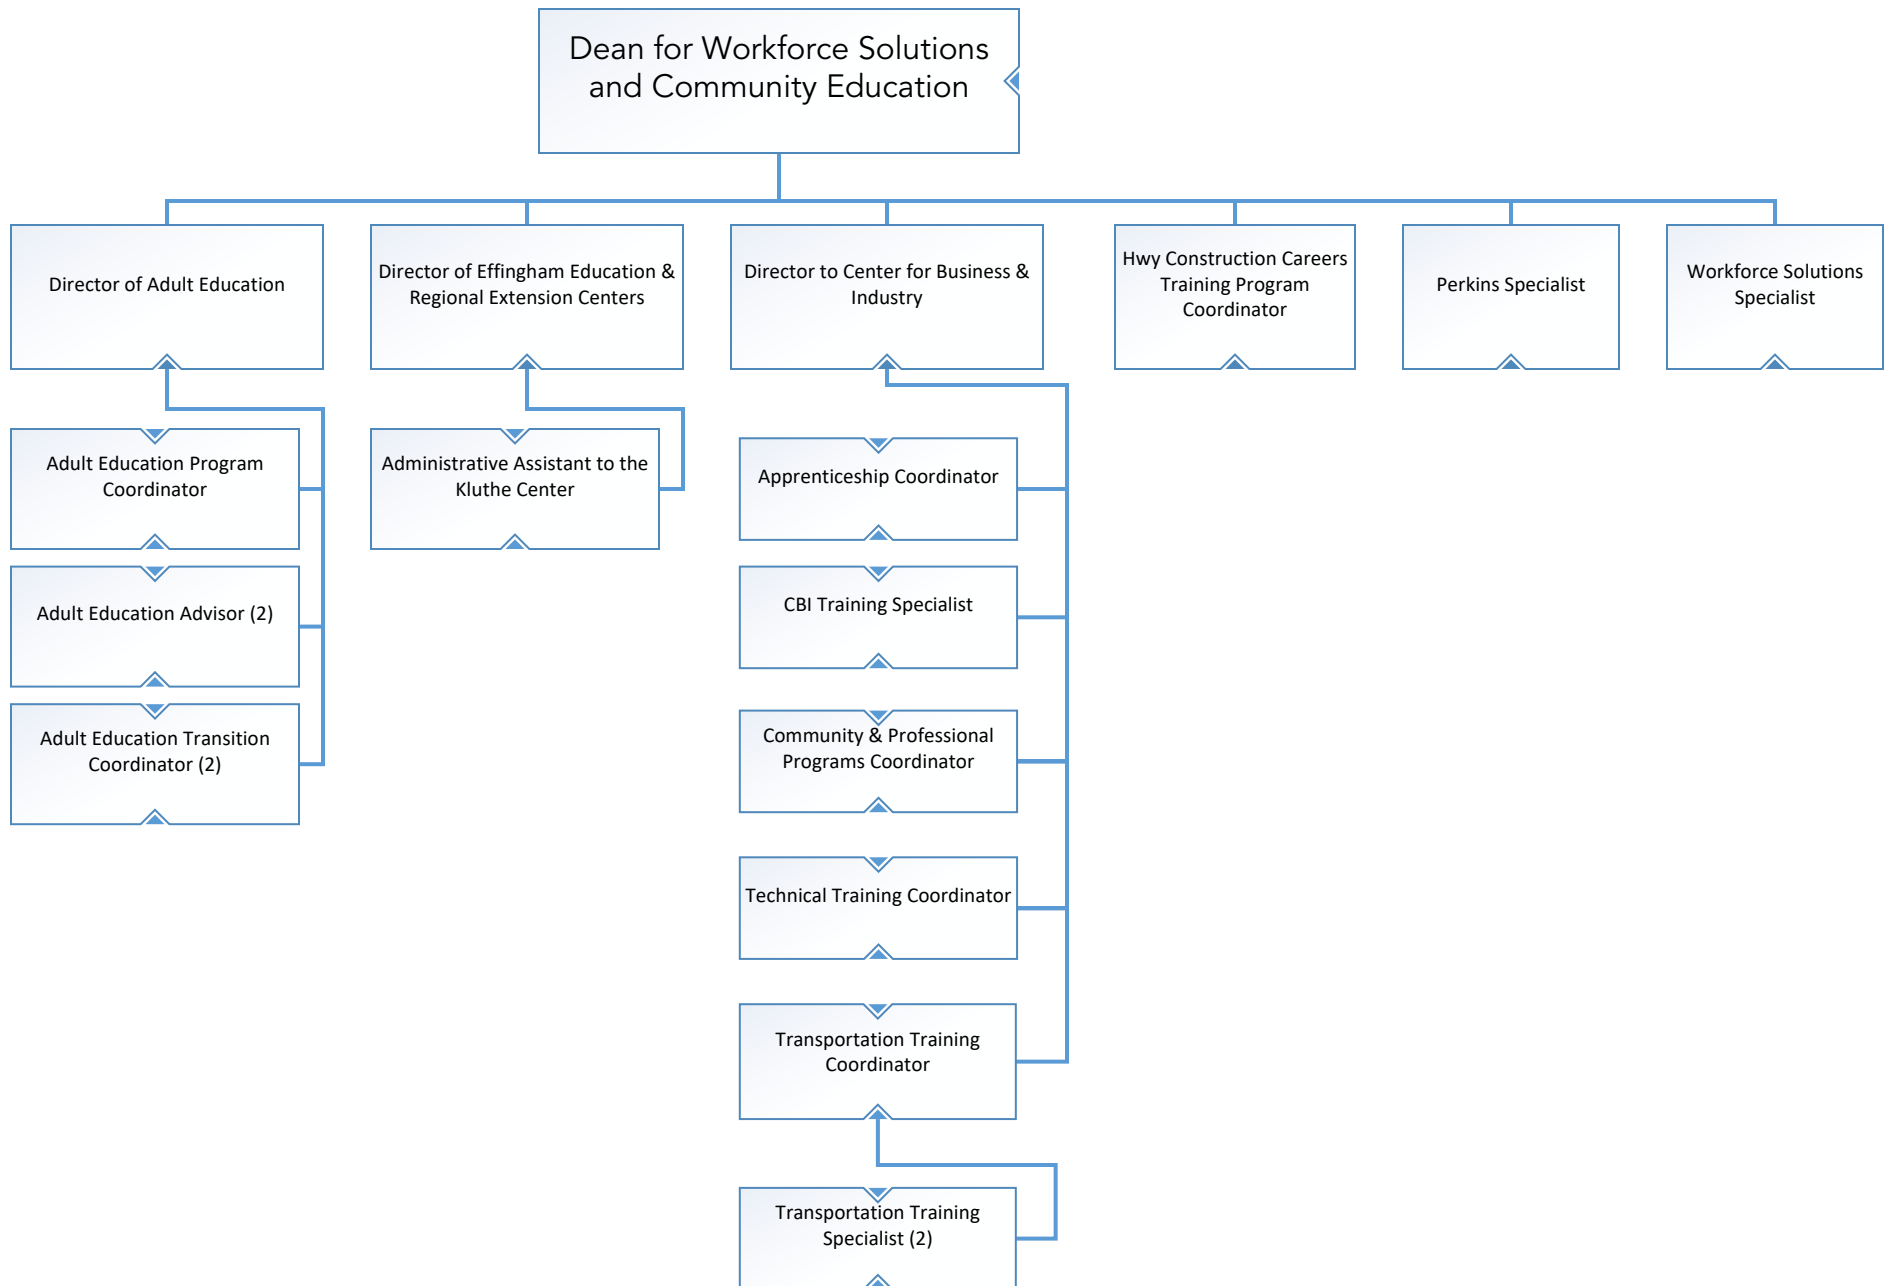 Dean for Workforce Solutions
and Community Education
Director of Adult Education
Director of Effingham Education &
Regional Extension Centers
Director to Center for Business &
Industry
Hwy Construction Careers
Training Program
Coordinator
Perkins Specialist
Workforce Solutions
Specialist
Adult Education Program
Coordinator
Adult Education Advisor (2)
Adult Education Transition
Coordinator (2)
Administrative Assistant to the
Kluthe Center
Apprenticeship Coordinator
CBI Training Specialist
Community & Professional
Programs Coordinator
Technical Training Coordinator
Transportation Training
Coordinator
Transportation Training
Specialist (2)